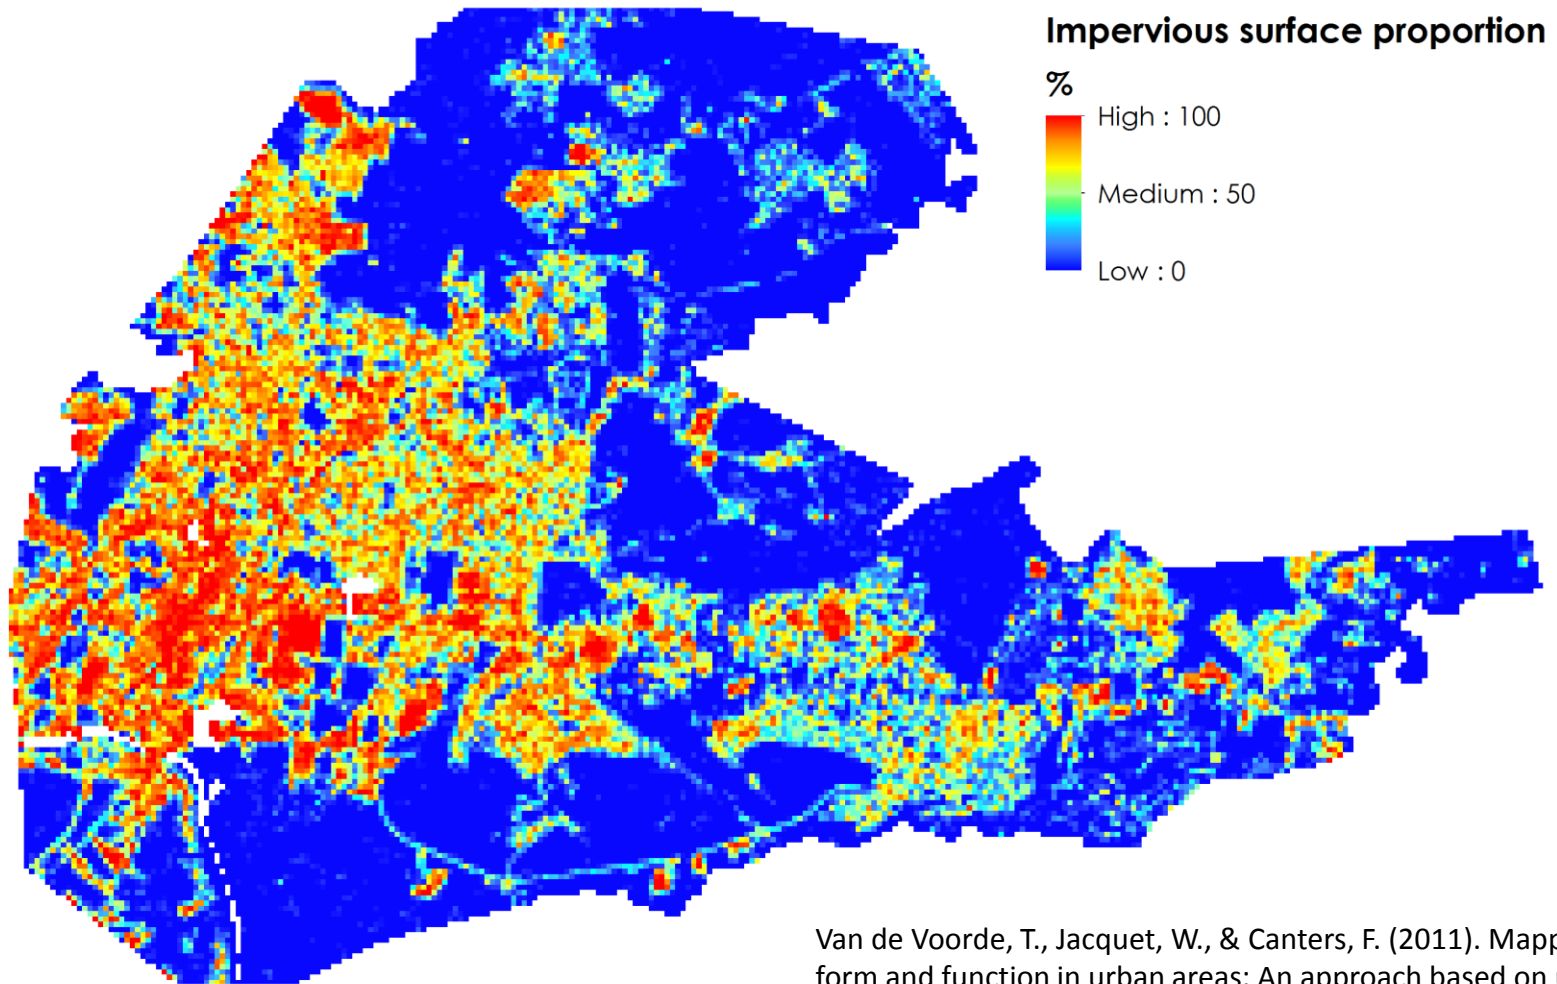 Impervious surface proportion
%
High : 100
Medium : 50
Low : 0
Van de Voorde, T., Jacquet, W., & Canters, F. (2011). Mapp
form and function in urban areas: An approach based on